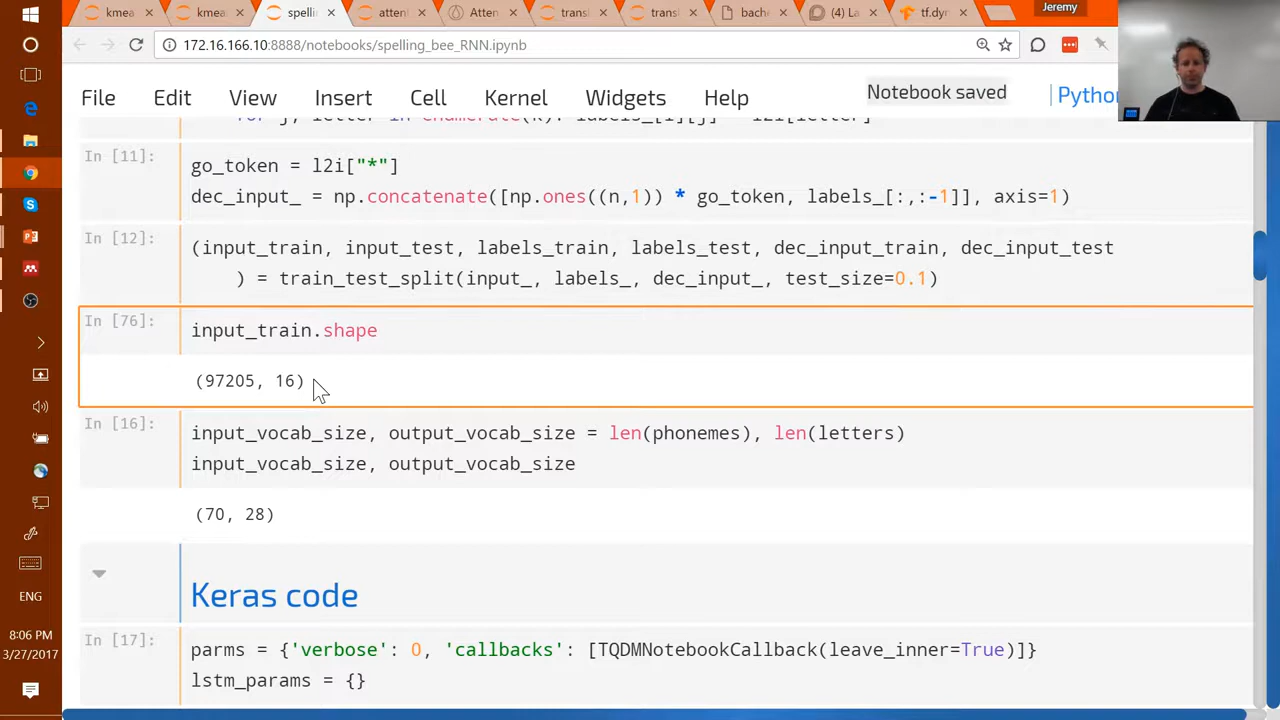 kmea
kmea
spelli
attent
Atten
transl
transl
bache
(4) La
tf.dyn
Jeremy
172.16.166.10:8888/notebooks/spelling_bee_RNN.ipynb
File Edit View Insert Cell Kernel Widgets Help
Notebook saved
Pytho
for j, letter in enumerate(k): labels_[i][j] = l2i[letter]
In [11]:
go_token = l2i["*"]
dec_input_ = np.concatenate([np.ones((n,1)) * go_token, labels_[:,:-1]], axis=1)
In [12]:
(input_train, input_test, labels_train, labels_test, dec_input_train, dec_input_test
) = train_test_split(input_, labels_, dec_input_, test_size=0.1)
In [76]:
input_train.shape
(97205, 16)
In [16]:
input_vocab_size, output_vocab_size = len(phonemes), len(letters)
input_vocab_size, output_vocab_size
(70, 28)
Keras code
In [17]:
parms = {'verbose': 0, 'callbacks': [TQDMNotebookCallback(leave_inner=True)]}
lstm_params = {}
ENG
8:06 PM
3/27/2017